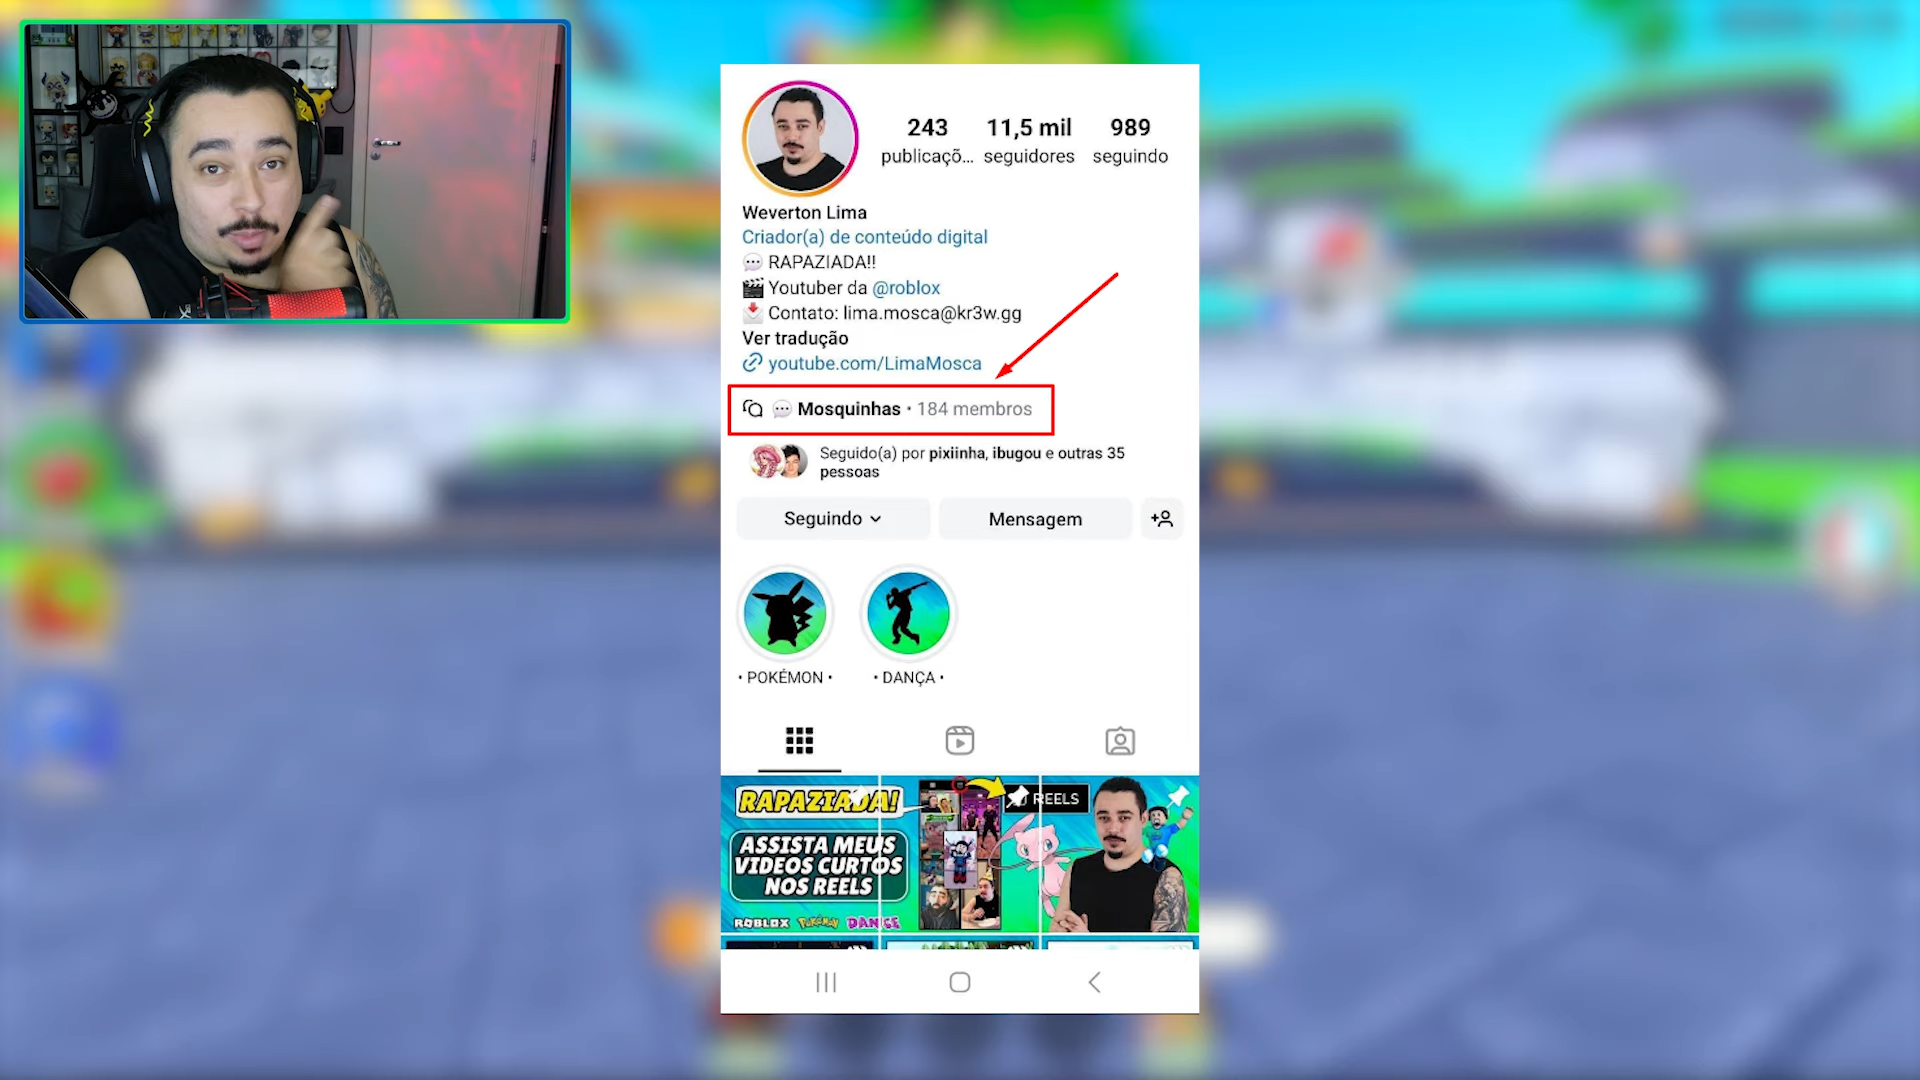 243 11,5 mil 989
publicaçõ... seguidores seguindo
Weverton Lima
Criador(a) de conteúdo digital
💬 RAPAZIADA!!
🎬 Youtuber da @roblox
📩 Contato: lima.mosca@kr3w.gg
Ver tradução
youtube.com/LimaMosca
💬 Mosquinhas · 184 membros
Seguido(a) por pixiinha, ibugou e outras 35
pessoas
Seguindo
Mensagem
• POKÉMON •
• DANÇA •
RAPAZIADA!
ASSISTA MEUS
VIDEOS CURTOS
NOS REELS
ROBLOX POKÉMON DANCE
REELS